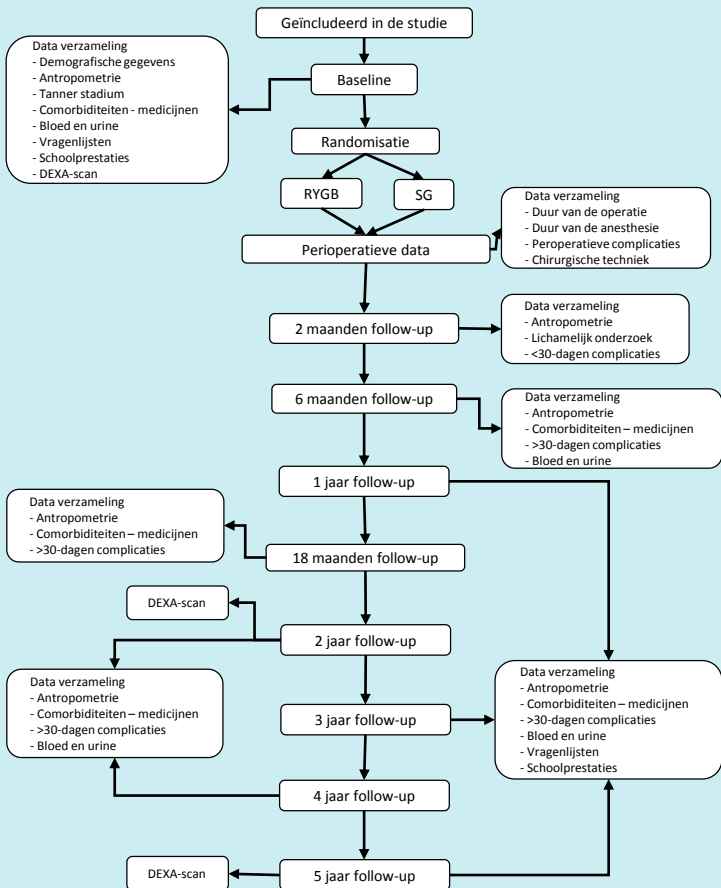 Geïncludeerd in de studie
Data verzameling
- Demografische gegevens
- Antropometrie
- Tanner stadium
- Comorbiditeiten - medicijnen
- Bloed en urine
- Vragenlijsten
- Schoolprestaties
- DEXA-scan
Baseline
Randomisatie
RYGB
SG
Data verzameling
- Duur van de operatie
- Duur van de anesthesie
- Peroperatieve complicaties
- Chirurgische techniek
Perioperatieve data
2 maanden follow-up
Data verzameling
- Antropometrie
- Lichamelijk onderzoek
- <30-dagen complicaties
6 maanden follow-up
Data verzameling
- Antropometrie
- Comorbiditeiten – medicijnen
- >30-dagen complicaties
- Bloed en urine
1 jaar follow-up
Data verzameling
- Antropometrie
- Comorbiditeiten – medicijnen
- >30-dagen complicaties
18 maanden follow-up
DEXA-scan
2 jaar follow-up
Data verzameling
- Antropometrie
- Comorbiditeiten – medicijnen
- >30-dagen complicaties
- Bloed en urine
3 jaar follow-up
Data verzameling
- Antropometrie
- Comorbiditeiten – medicijnen
- >30-dagen complicaties
- Bloed en urine
- Vragenlijsten
- Schoolprestaties
4 jaar follow-up
DEXA-scan
5 jaar follow-up